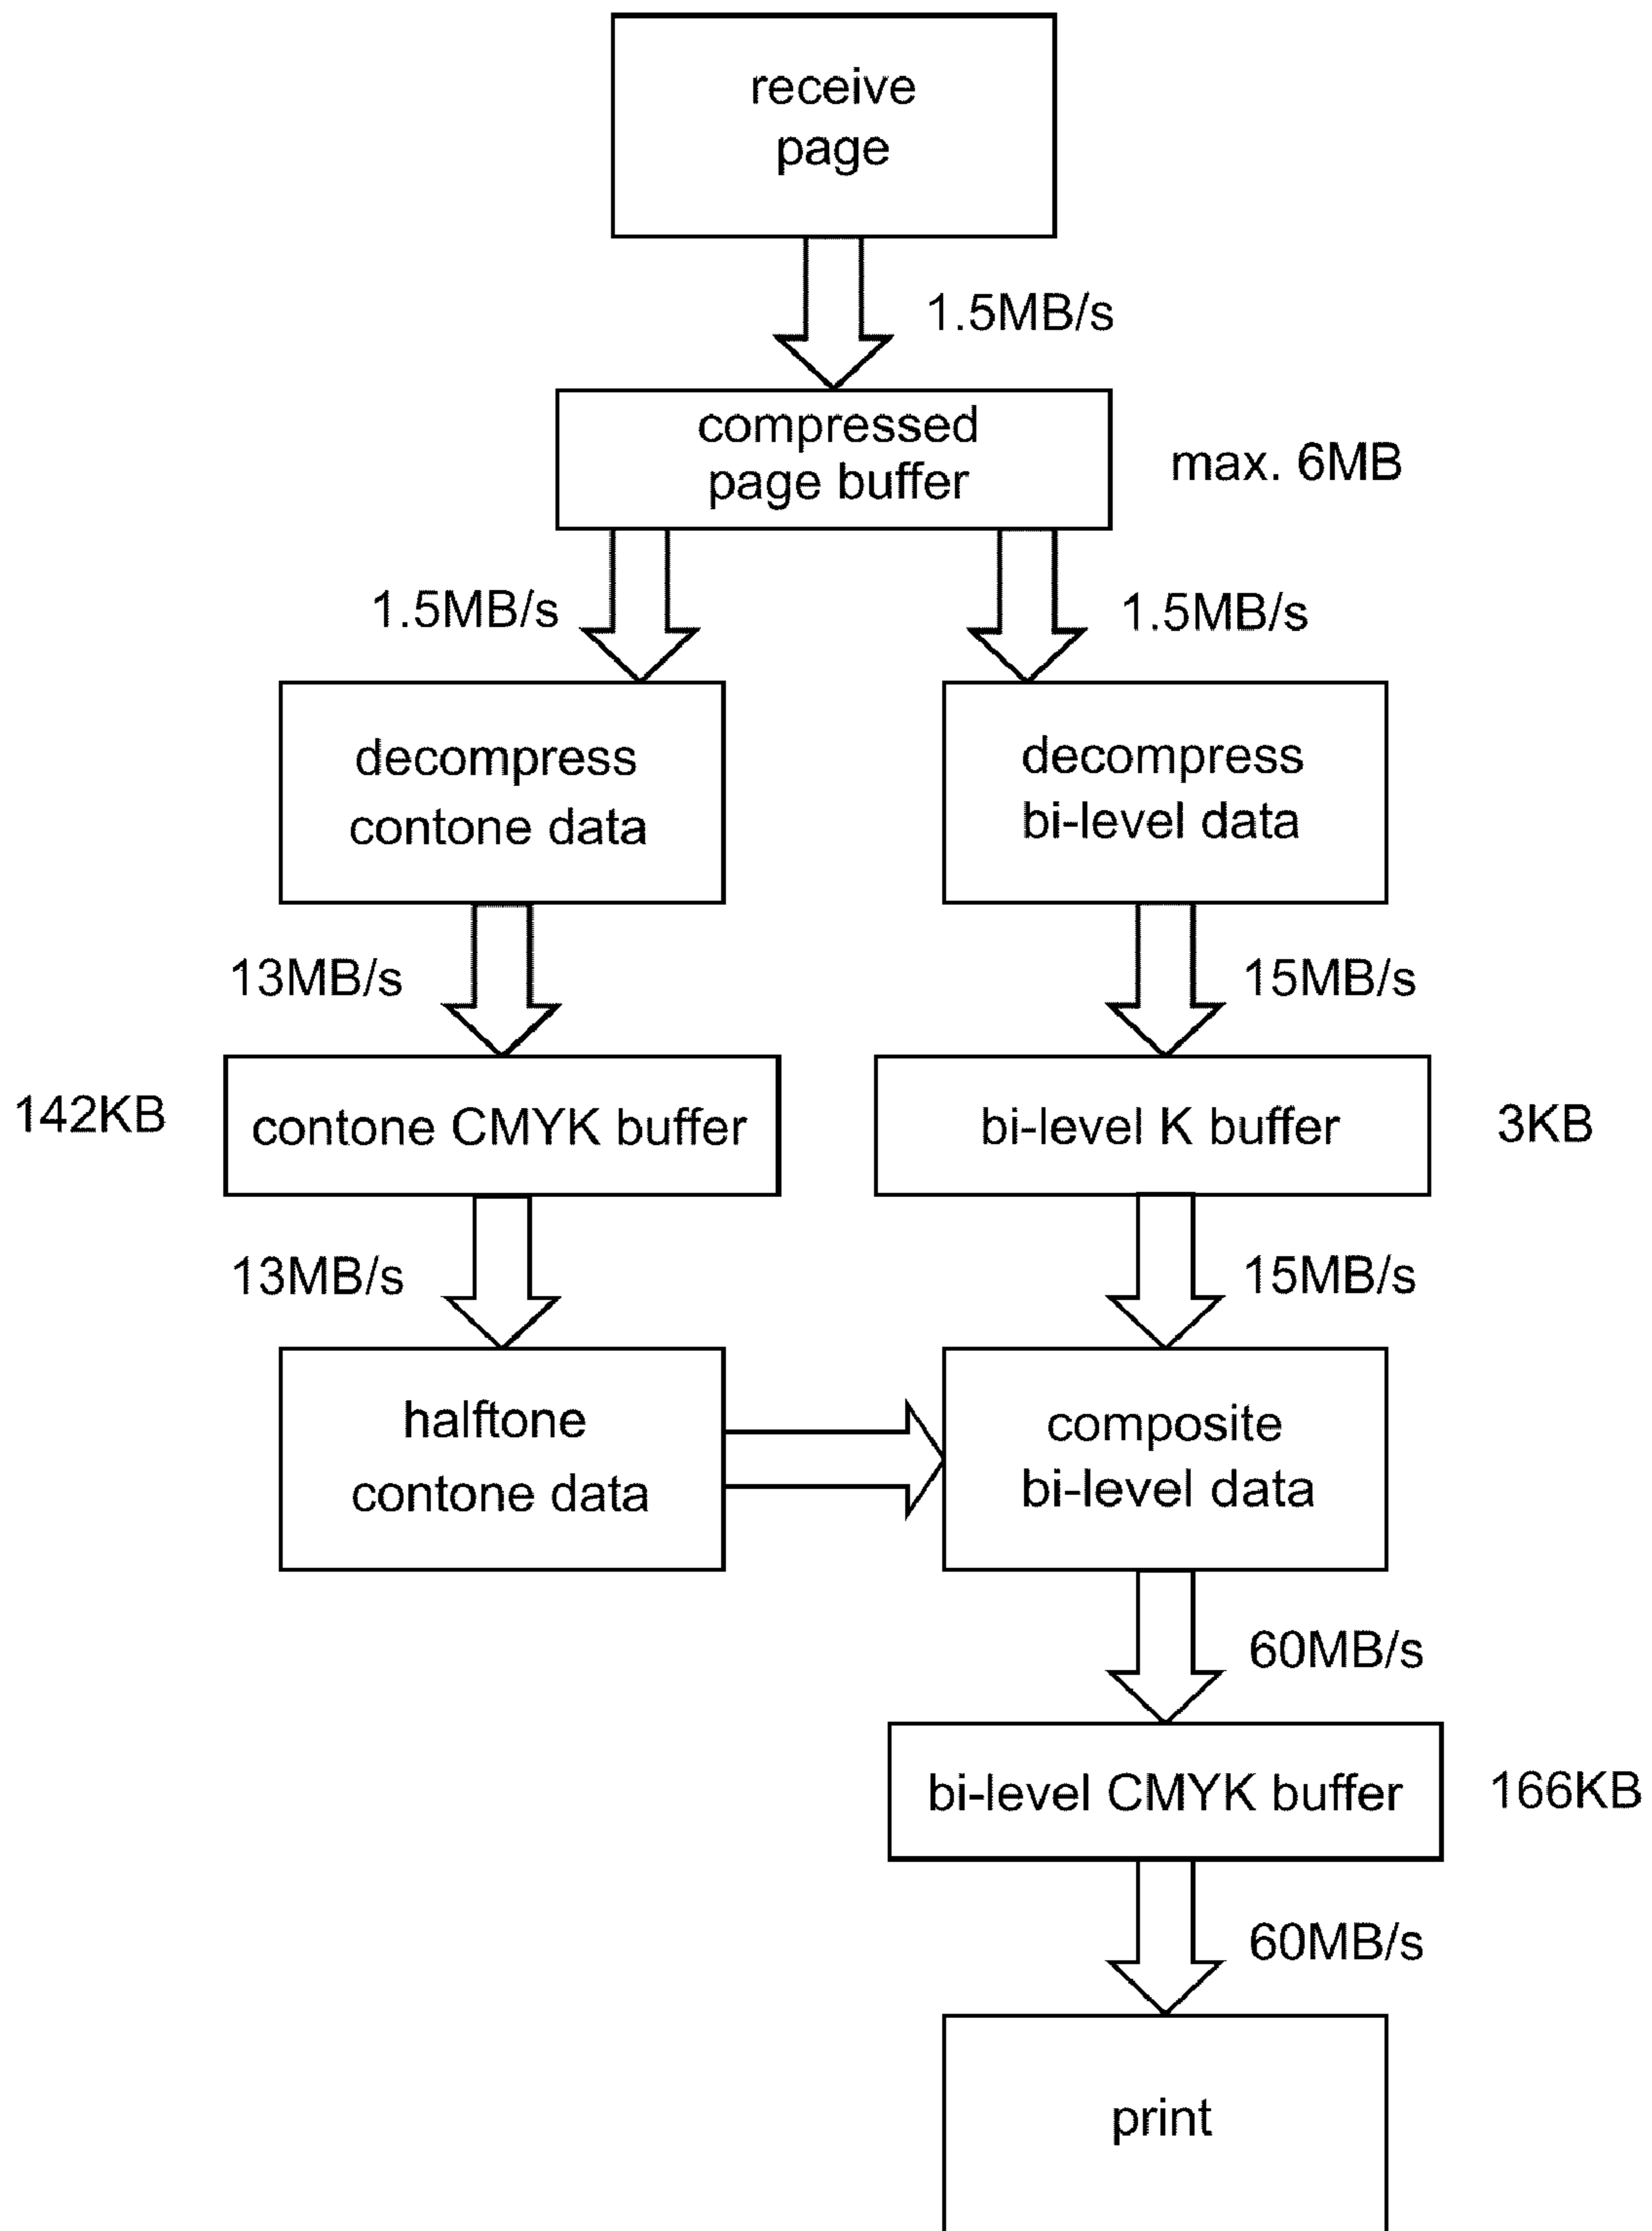 receive
page
1.5MB/s
compressed
page buffer
max. 6MB
1.5MB/s
1.5MB/s
decompress
contone data
decompress
bi-level data
13MB/s
15MB/s
142KB
contone CMYK buffer
bi-level K buffer
3KB
13MB/s
15MB/s
halftone
contone data
composite
bi-level data
60MB/s
bi-level CMYK buffer
166KB
60MB/s
print